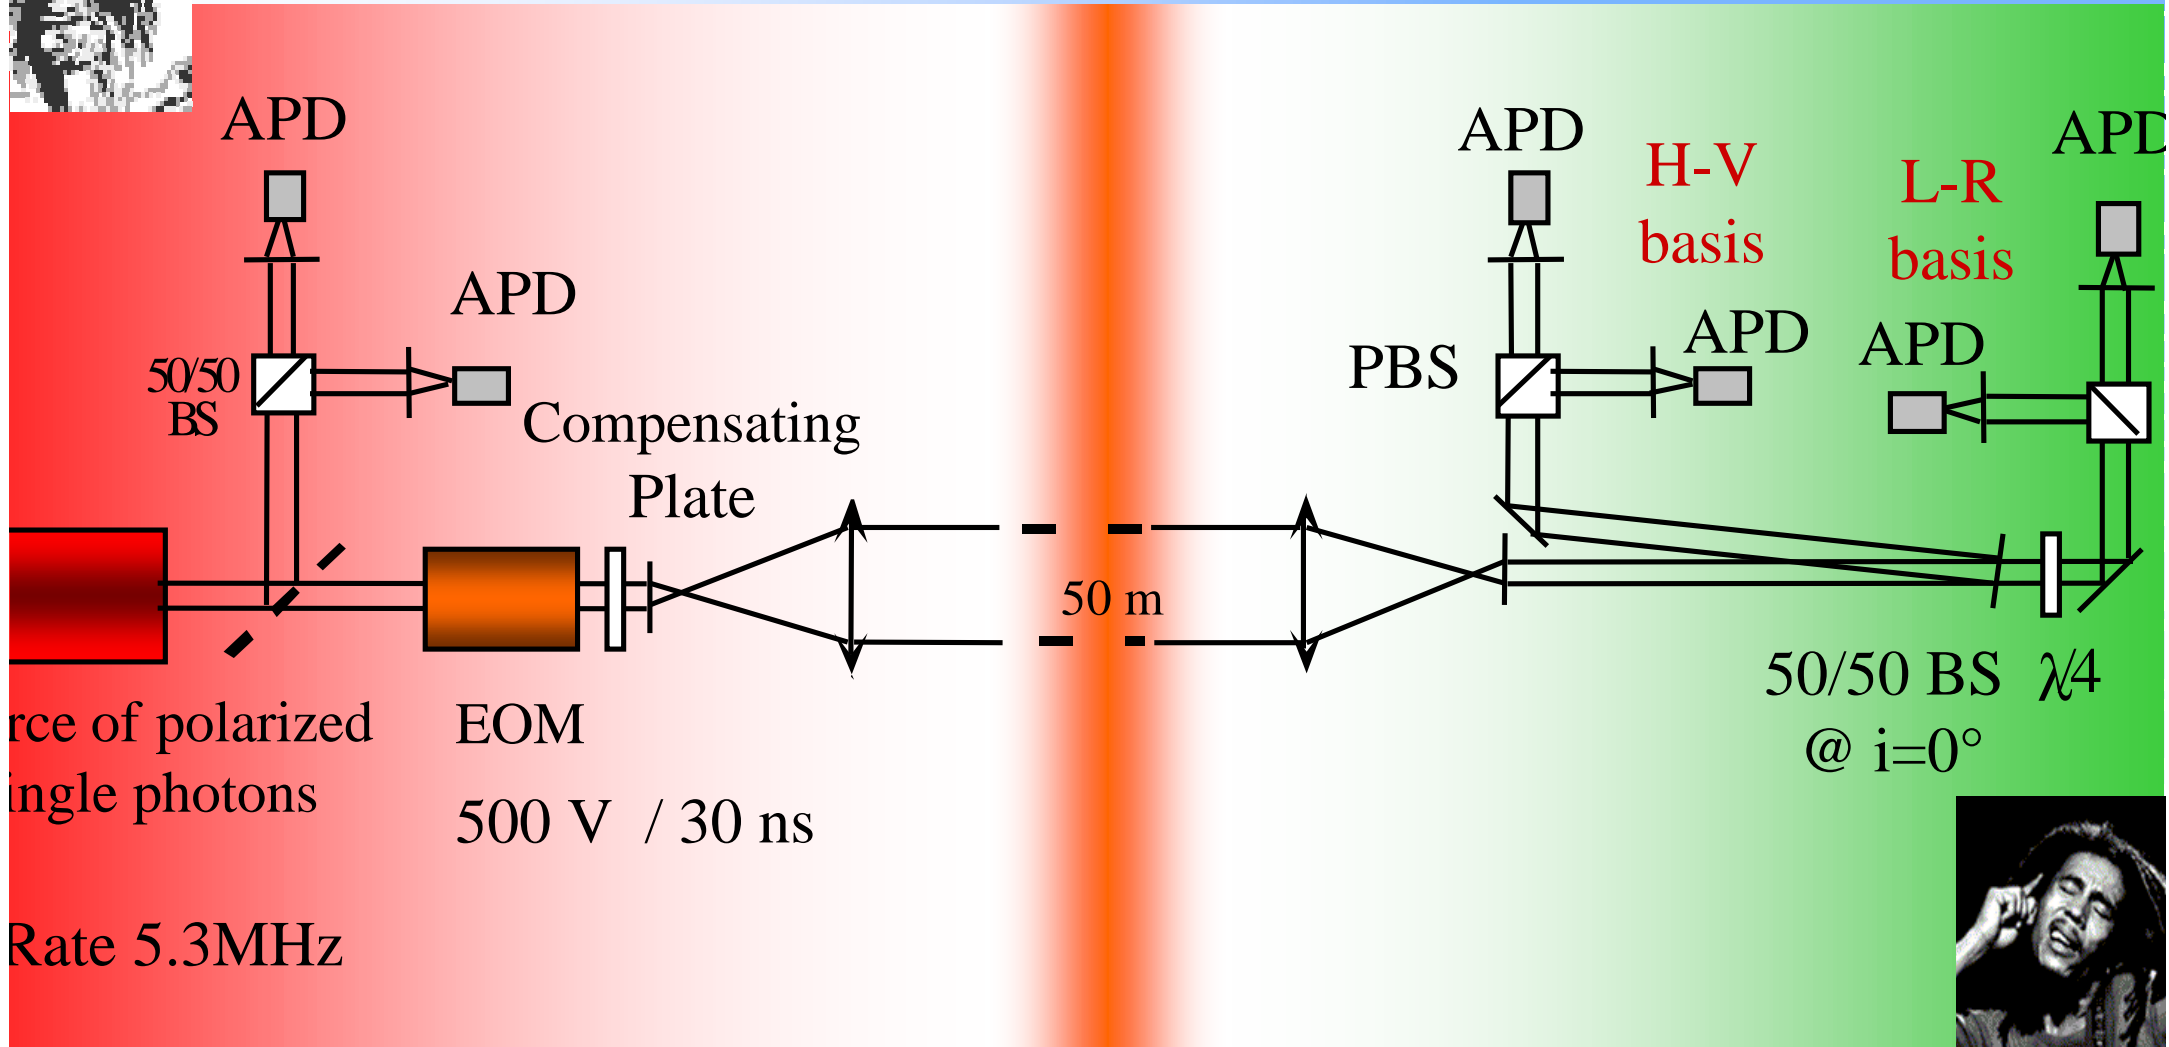 APD
APD
50/50
BS
Compensating
Plate
rce of polarized
ingle photons
EOM
500 V / 30 ns
Rate 5.3MHz
50 m
APD
H-V
basis
APD
PBS
L-R
basis
APD
APD
50/50 BS
@ i=0°
λ/4